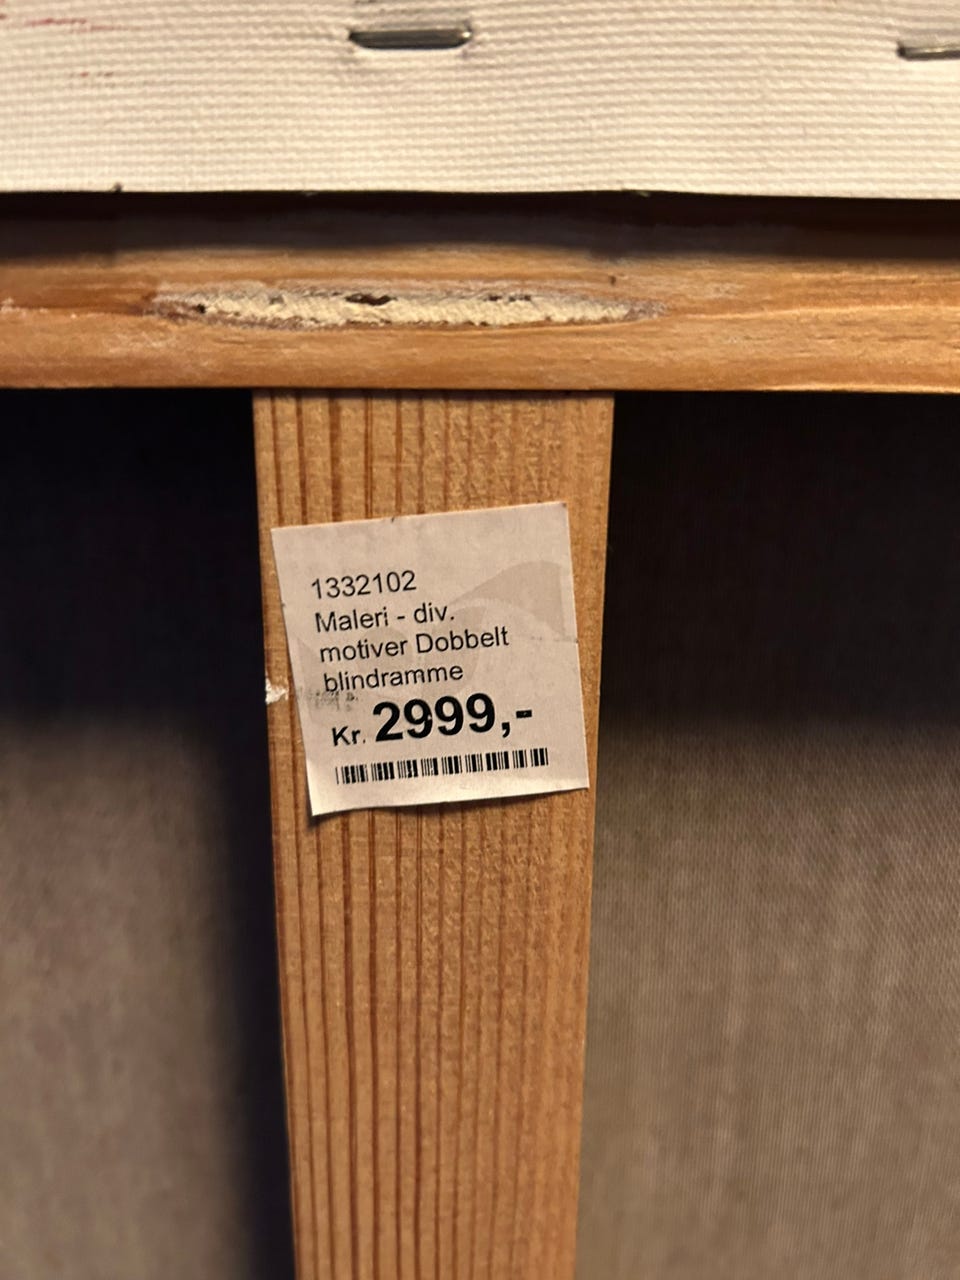 1332102
Maleri - div.
motiver Dobbelt
blindramme
Kr. 2999,-